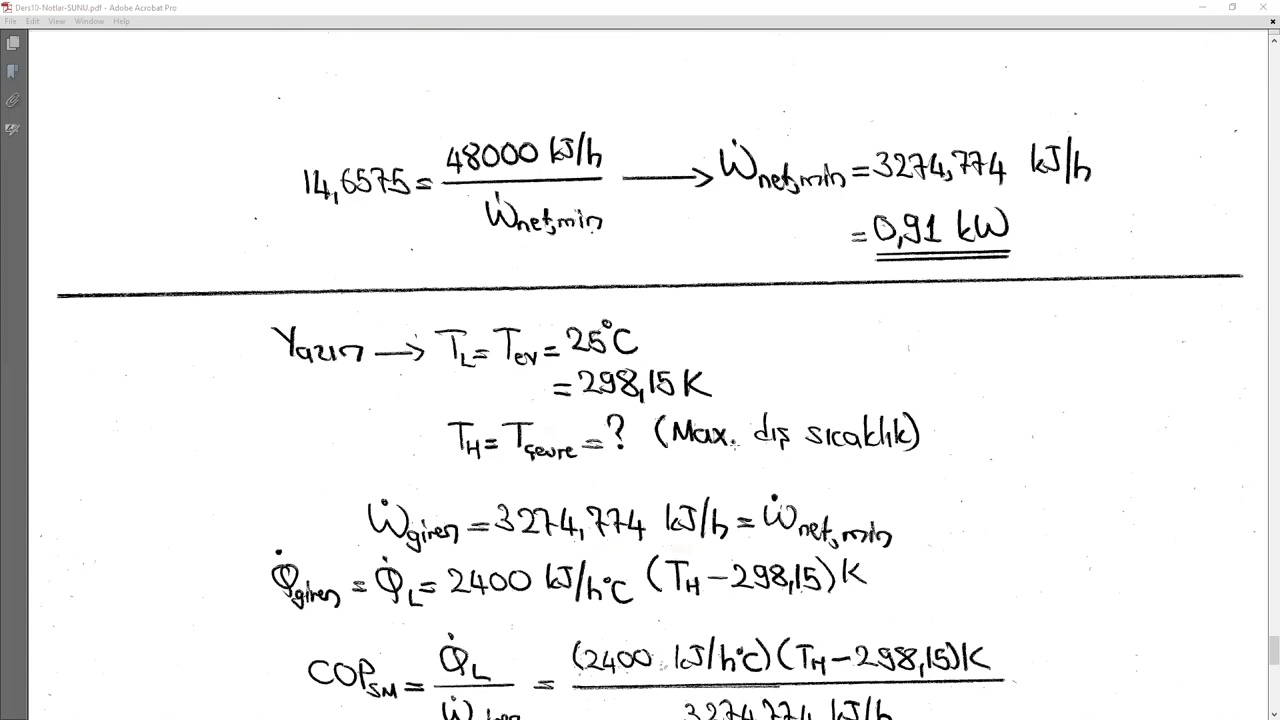 Ders10-Notlar-SUNU.pdf - Adobe Acrobat Pro
File Edit View Window Help
14,6575 = 48000 kJ/h / Ẇnet,min → Ẇnet,min = 3274,774 kJ/h
= 0,91 kW
Yazın → TL = Tev = 25°C
= 298,15 K
TH = Tçevre = ? (Max. dış sıcaklık)
Ẇgiren = 3274,774 kJ/h = Ẇnet,min
Q̇giren = Q̇L = 2400 kJ/h°C (TH − 298,15) K
COPSM = Q̇L / Ẇgiren = (2400 kJ/h°C)(TH − 298,15)K / 3274,774 kJ/h